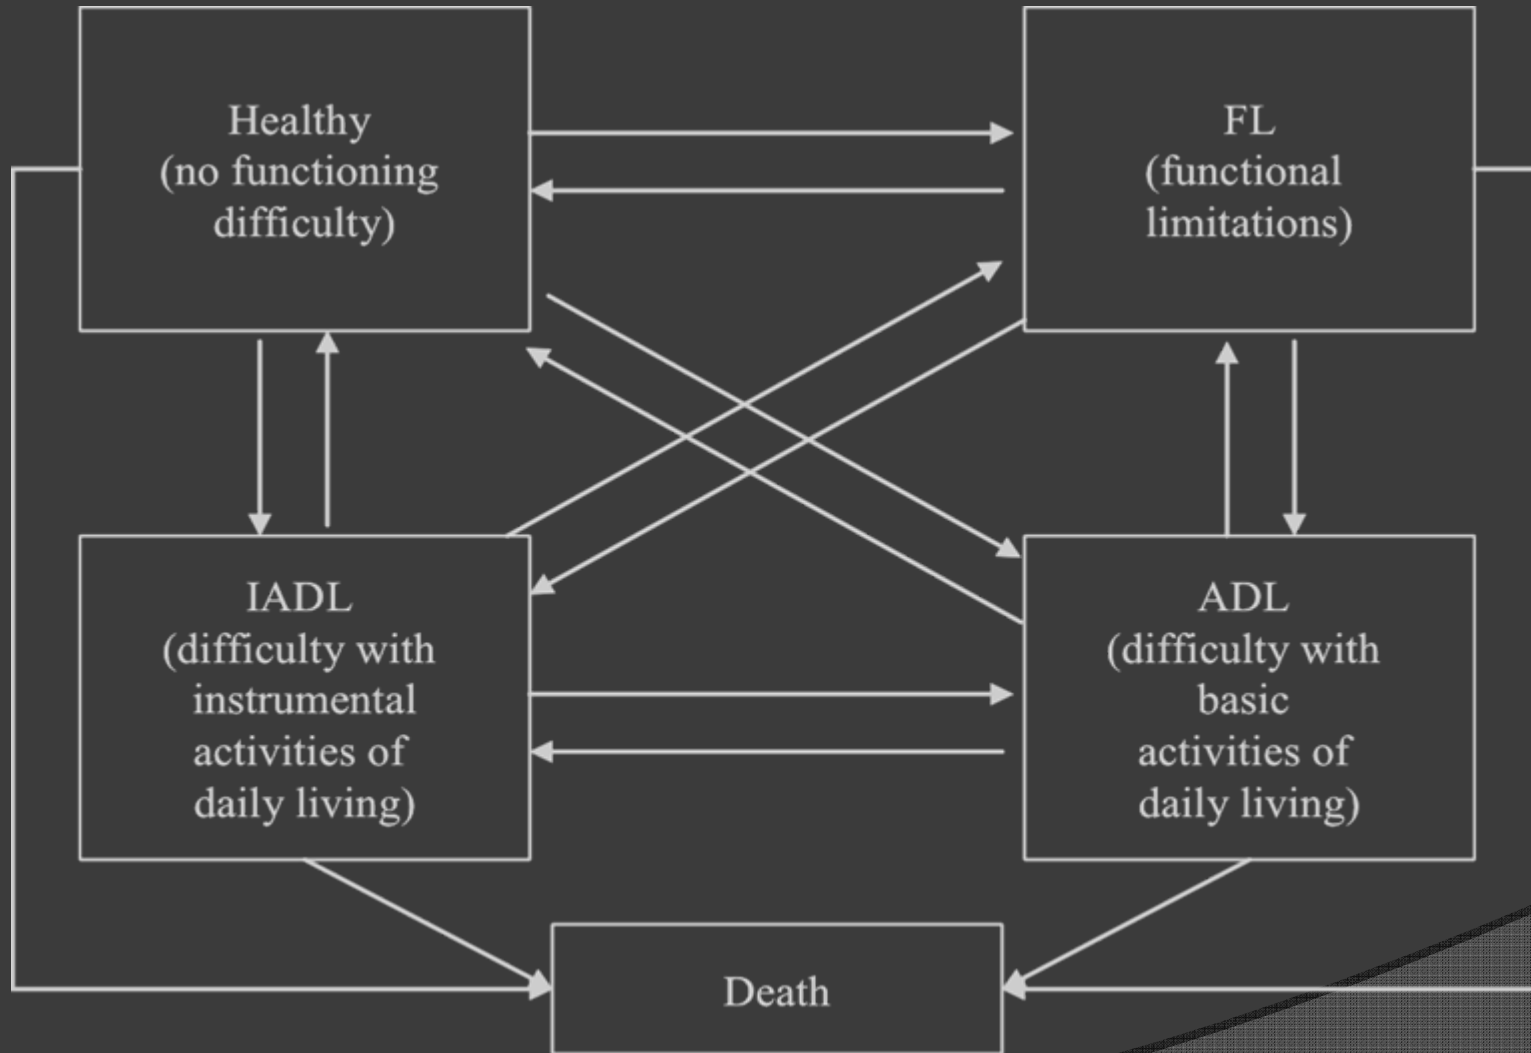 Healthy
(no functioning
difficulty)
FL
(functional
limitations)
IADL
(difficulty with
instrumental
activities of
daily living)
ADL
(difficulty with
basic
activities of
daily living)
Death